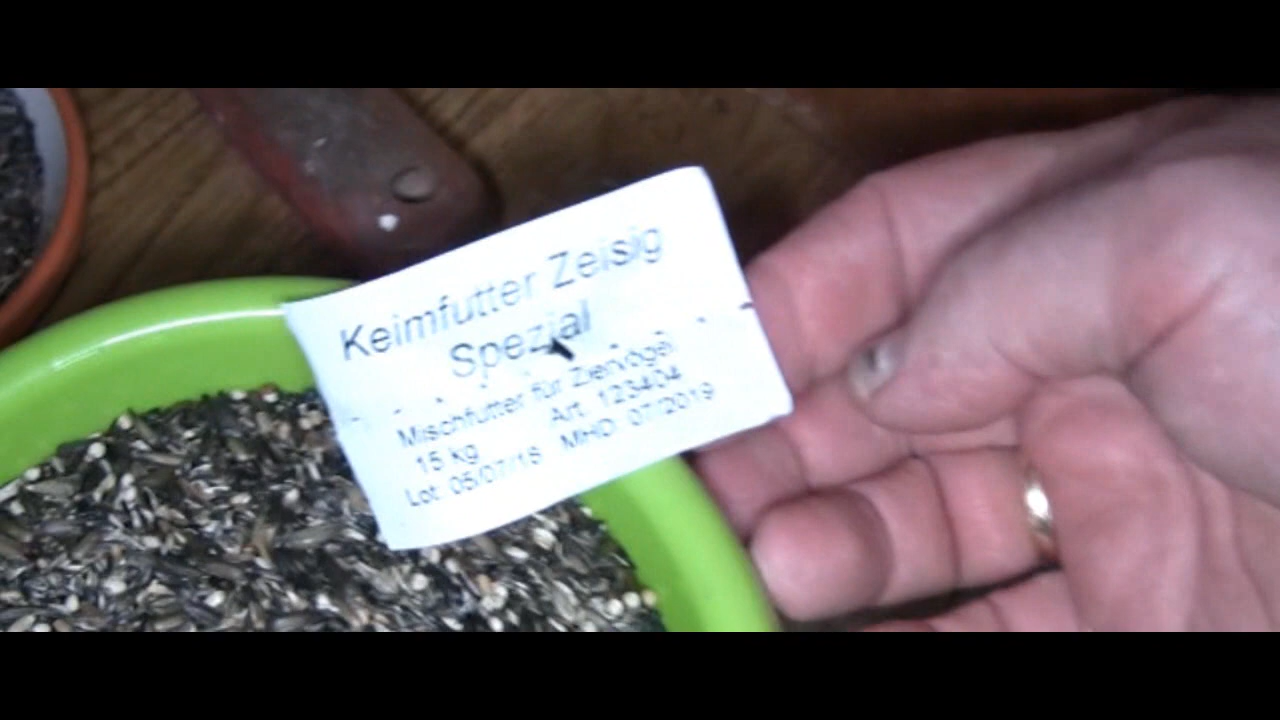 Keimfutter Zeisig
Spezial
Mischfutter für Ziervögel
15 kg Art. 123404
Lot: 05/07/18 MHD: 07/2019